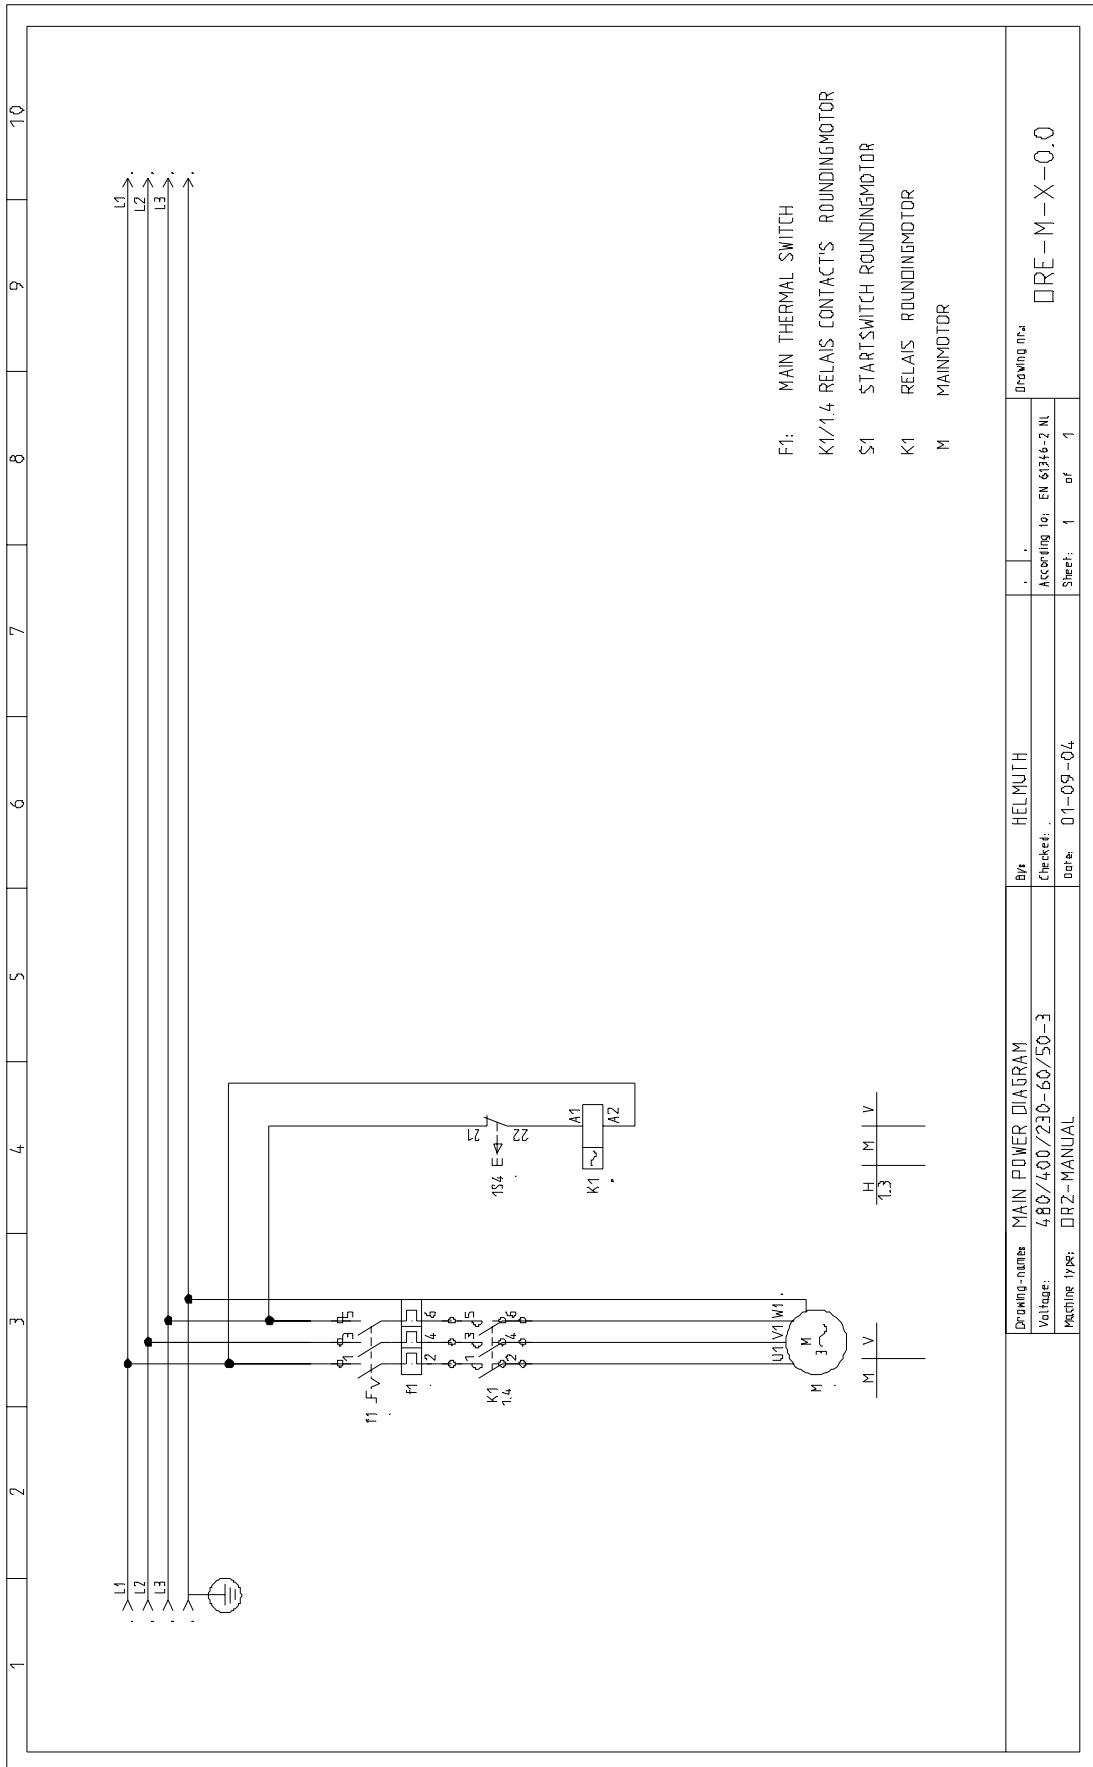 1 2 3 4 5 6 7 8 9 10
L1 L1
L2 L2
L3 L3
1 3 5
f1
f1
2 4 6
1 3 5
K1
1.4
2 4 6
U1 V1 W1
M
3
M
M V
21
22
1S4 E
A1
K1
A2
H M V
1.3
F1: MAIN THERMAL SWITCH
K1/1.4 RELAIS CONTACT'S ROUNDINGMOTOR
S1 STARTSWITCH ROUNDINGMOTOR
K1 RELAIS ROUNDINGMOTOR
M MAINMOTOR
Drawing-name: MAIN POWER DIAGRAM
Voltage: 480/400/230-60/50-3
Machine type: DR2-MANUAL
By: HELMUTH
Checked: .
Date: 01-09-04
According to: EN 61346-2 NL
Sheet: 1 of 1
Drawing nr.:
DRE-M-X-0.0